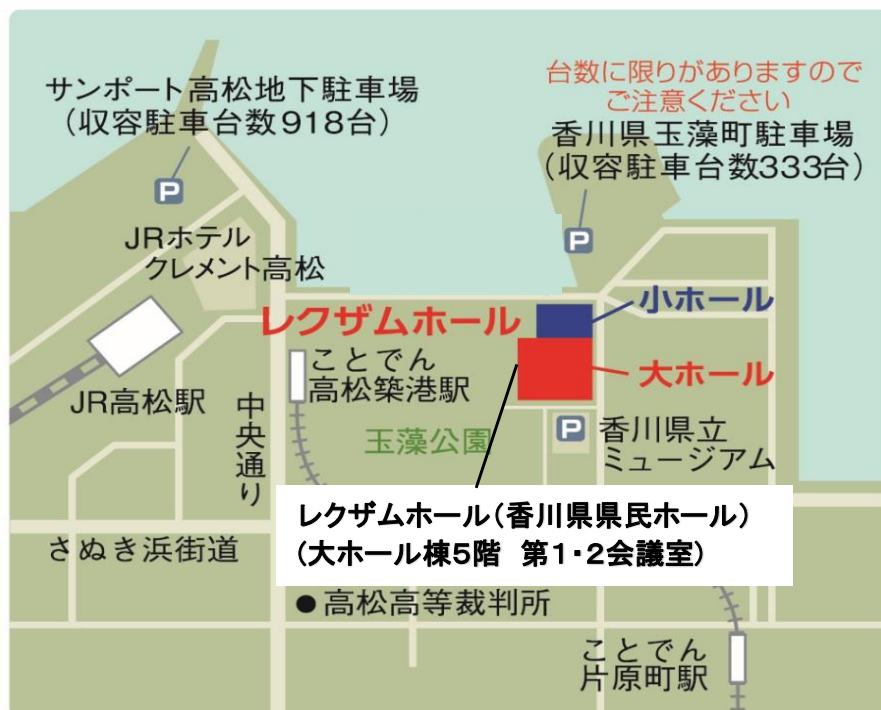 サンポート高松地下駐車場
（収容駐車台数918台）
P
台数に限りがありますので
ご注意ください
香川県玉藻町駐車場
（収容駐車台数333台）
P
JRホテル
クレメント高松
小ホール
レクザムホール
ことでん
高松築港駅
大ホール
JR高松駅
中央通り
玉藻公園
P
香川県立
ミュージアム
レクザムホール（香川県県民ホール）
（大ホール棟５階　第１・２会議室）
さぬき浜街道
●高松高等裁判所
ことでん
片原町駅